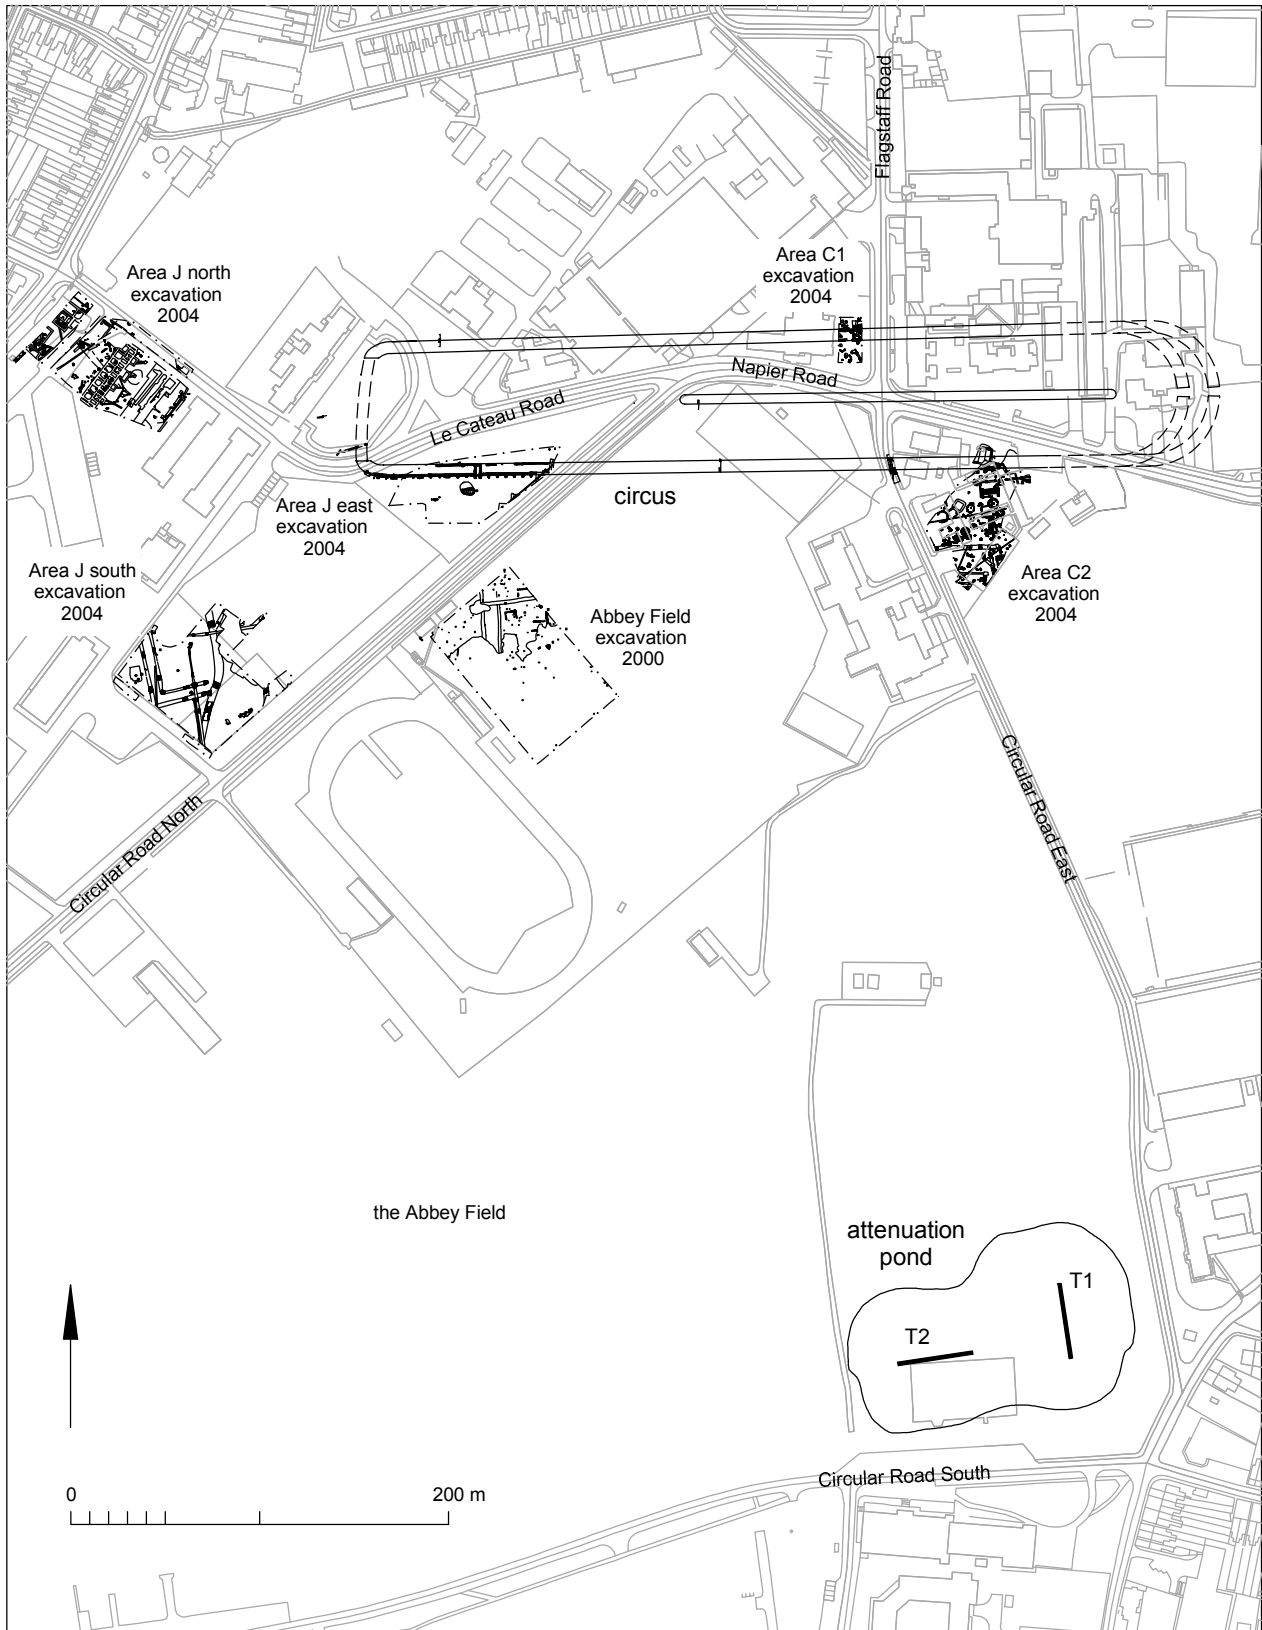 Flagstaff Road
Area C1
excavation
2004
Area J north
excavation
2004
Napier Road
Le Cateau Road
circus
Area J east
excavation
2004
Area J south
excavation
2004
Area C2
excavation
2004
Abbey Field
excavation
2000
Circular Road North
Circular Road East
the Abbey Field
attenuation
pond
T1
T2
Circular Road South
0
200 m